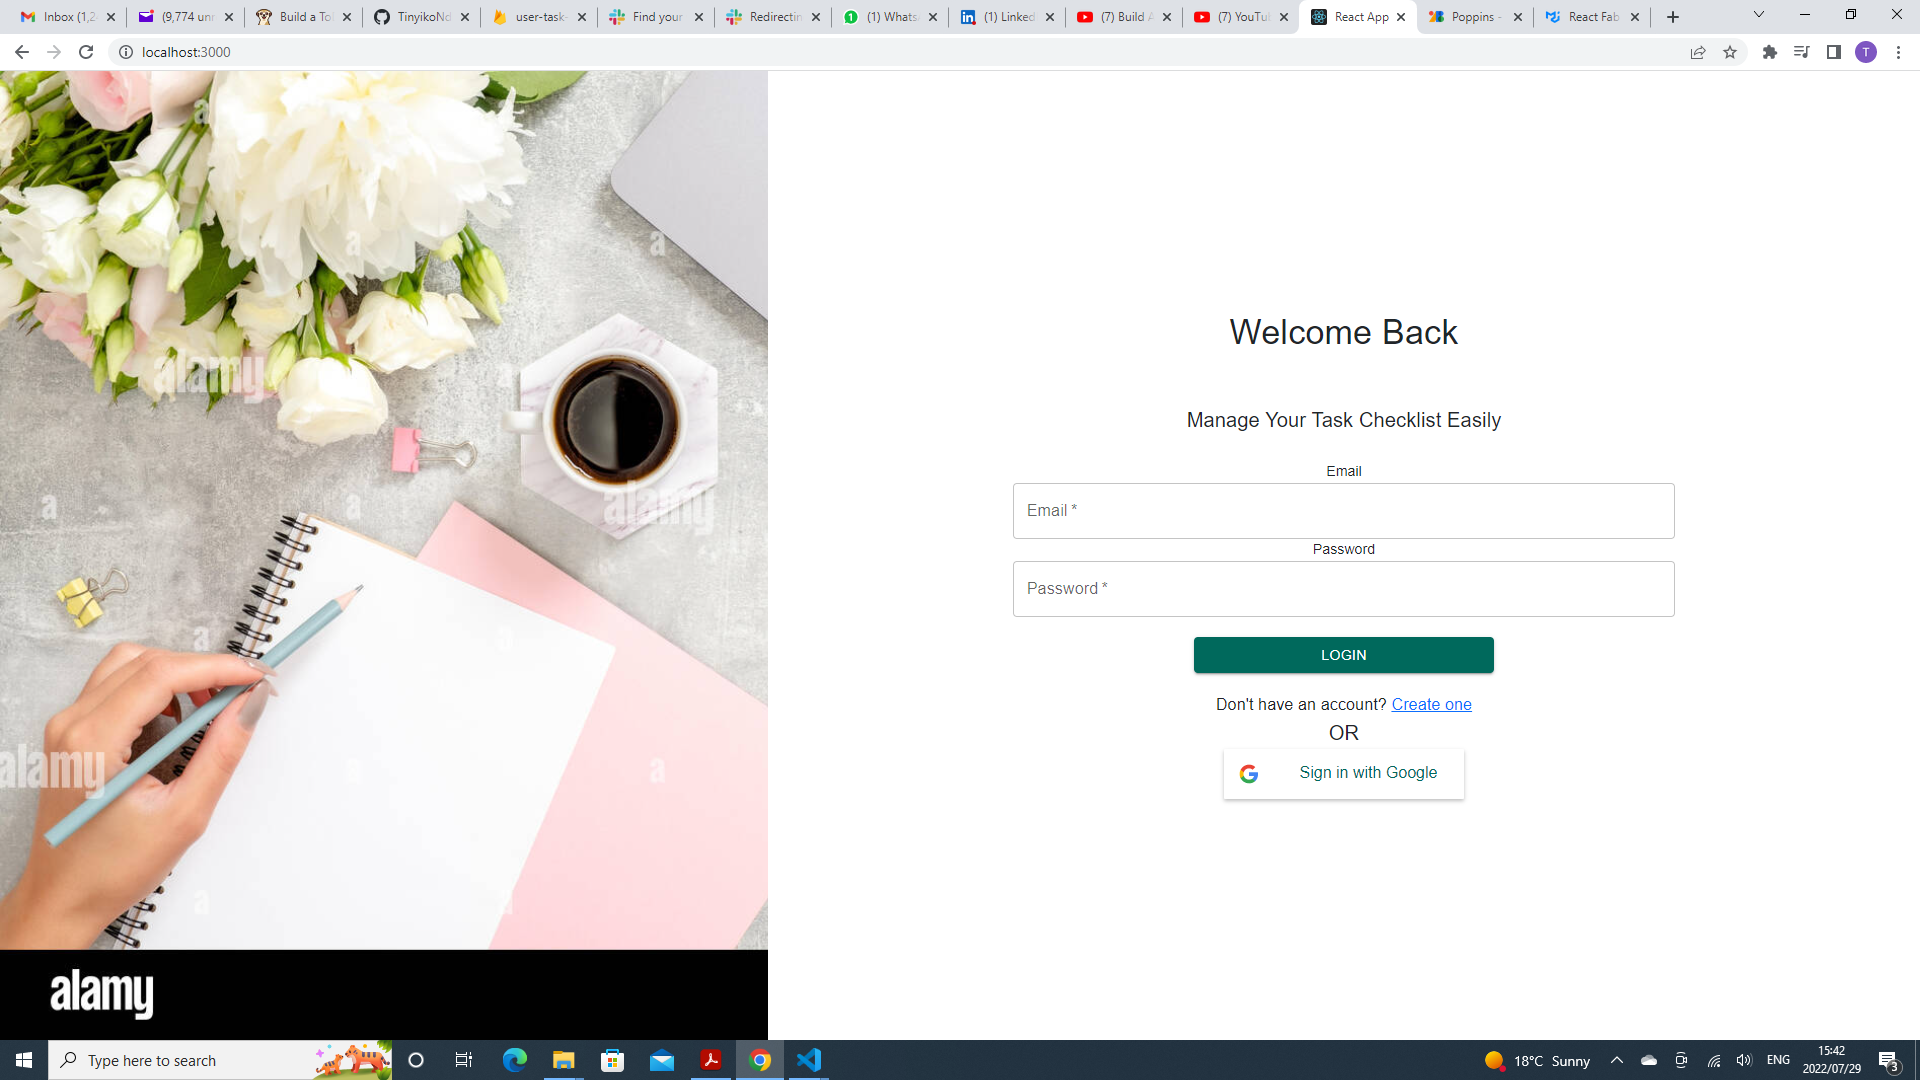 Inbox (1,2
(9,774 unr
Build a To
TinyikoNd
user-task-
Find your
Redirectin
(1) Whats
(1) Linked
(7) Build A
(7) YouTu
React App
Poppins -
React Fab
localhost:3000
T
alamy
a
Welcome Back
Manage Your Task Checklist Easily
Email
Email *
Password
Password *
LOGIN
Don't have an account? Create one
OR
Sign in with Google
alamy
alamy
alamy
Type here to search
18°C Sunny
ENG
15:42
2022/07/29
3